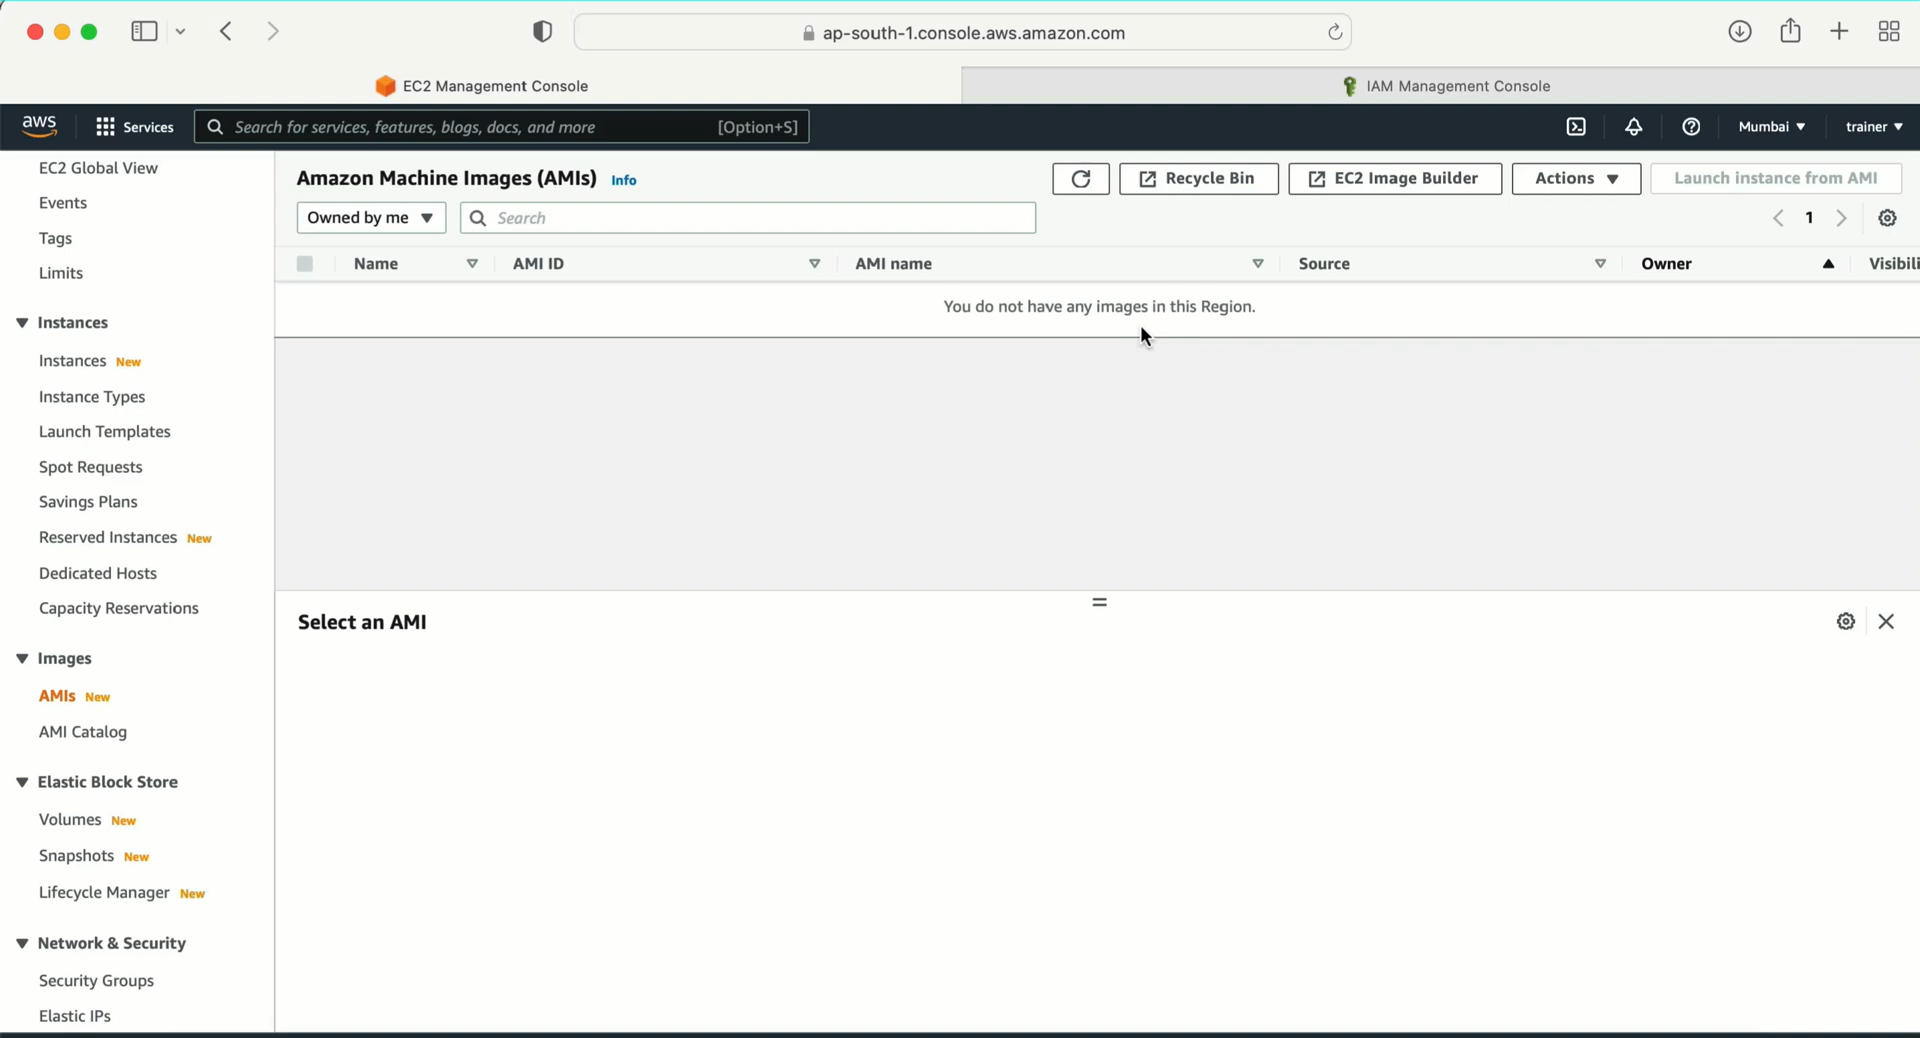 ap-south-1.console.aws.amazon.com
EC2 Management Console
IAM Management Console
aws
Services
Search for services, features, blogs, docs, and more
[Option+S]
Mumbai
trainer
EC2 Global View
Events
Tags
Limits
Instances
Instances New
Instance Types
Launch Templates
Spot Requests
Savings Plans
Reserved Instances New
Dedicated Hosts
Capacity Reservations
Images
AMIs New
AMI Catalog
Elastic Block Store
Volumes New
Snapshots New
Lifecycle Manager New
Network & Security
Security Groups
Elastic IPs
Amazon Machine Images (AMIs) Info
Recycle Bin
EC2 Image Builder
Actions
Launch instance from AMI
Owned by me
Search
1
Name
AMI ID
AMI name
Source
Owner
Visibili
You do not have any images in this Region.
Select an AMI